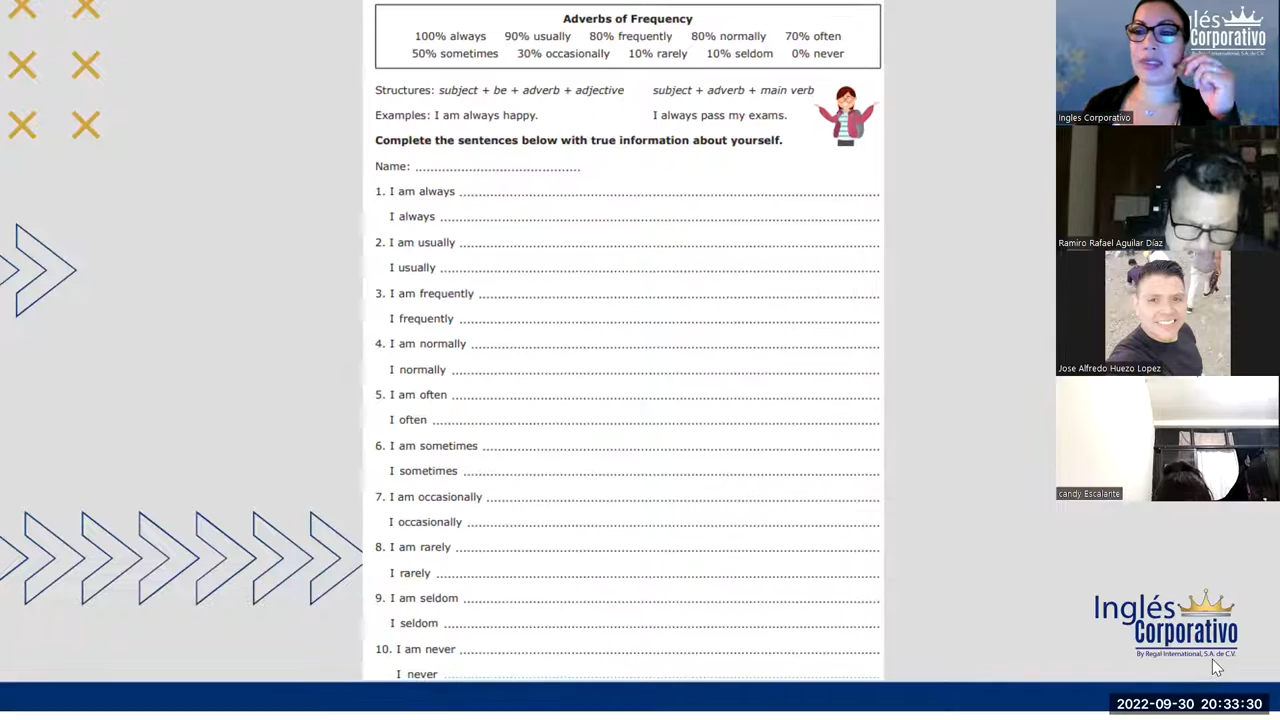 Adverbs of Frequency
100% always 90% usually 80% frequently 80% normally 70% often
50% sometimes 30% occasionally 10% rarely 10% seldom 0% never
Structures: subject + be + adverb + adjective subject + adverb + main verb
Examples: I am always happy. I always pass my exams.
Complete the sentences below with true information about yourself.
Name: ..........................................
1. I am always ..........................................
I always ..........................................
2. I am usually ..........................................
I usually ..........................................
3. I am frequently ..........................................
I frequently ..........................................
4. I am normally ..........................................
I normally ..........................................
5. I am often ..........................................
I often ..........................................
6. I am sometimes ..........................................
I sometimes ..........................................
7. I am occasionally ..........................................
I occasionally ..........................................
8. I am rarely ..........................................
I rarely ..........................................
9. I am seldom ..........................................
I seldom ..........................................
10. I am never ..........................................
I never ..........................................
lés
Corporativo
By Regal International, S.A. de C.V.
Ingles Corporativo
Ramiro Rafael Aguilar Díaz
Jose Alfredo Huezo Lopez
candy Escalante
Inglés
Corporativo
By Regal International, S.A. de C.V.
2022-09-30 20:33:30